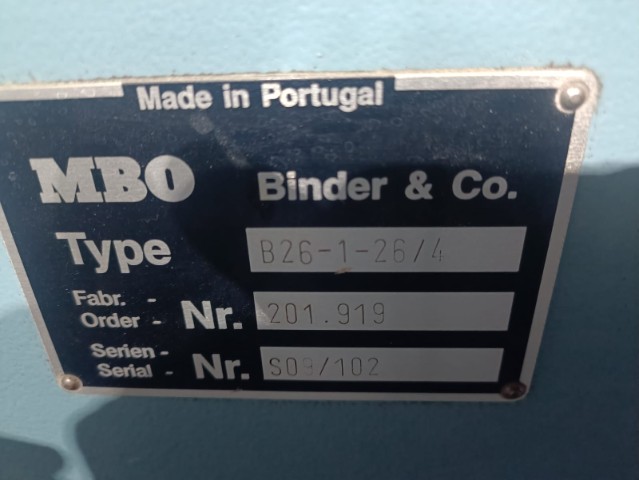 Made in Portugal
MBO Binder & Co.
Type B26-1-26/4
Fabr. -
Order - Nr. 201.919
Serien -
Serial - Nr. S09/102